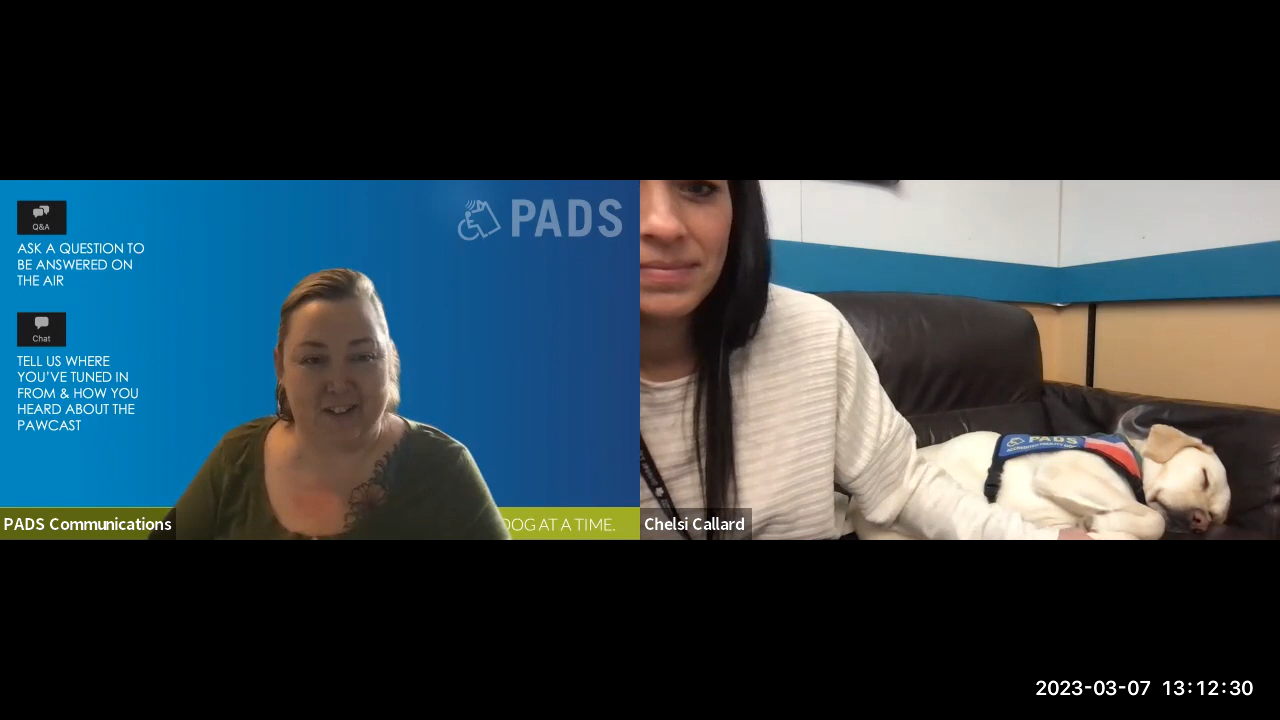 Q&A
ASK A QUESTION TO
BE ANSWERED ON
THE AIR
Chat
TELL US WHERE
YOU'VE TUNED IN
FROM & HOW YOU
HEARD ABOUT THE
PAWCAST
PADS
DOG AT A TIME.
PADS Communications
PADS
Chelsi Callard
2023-03-07 13:12:30